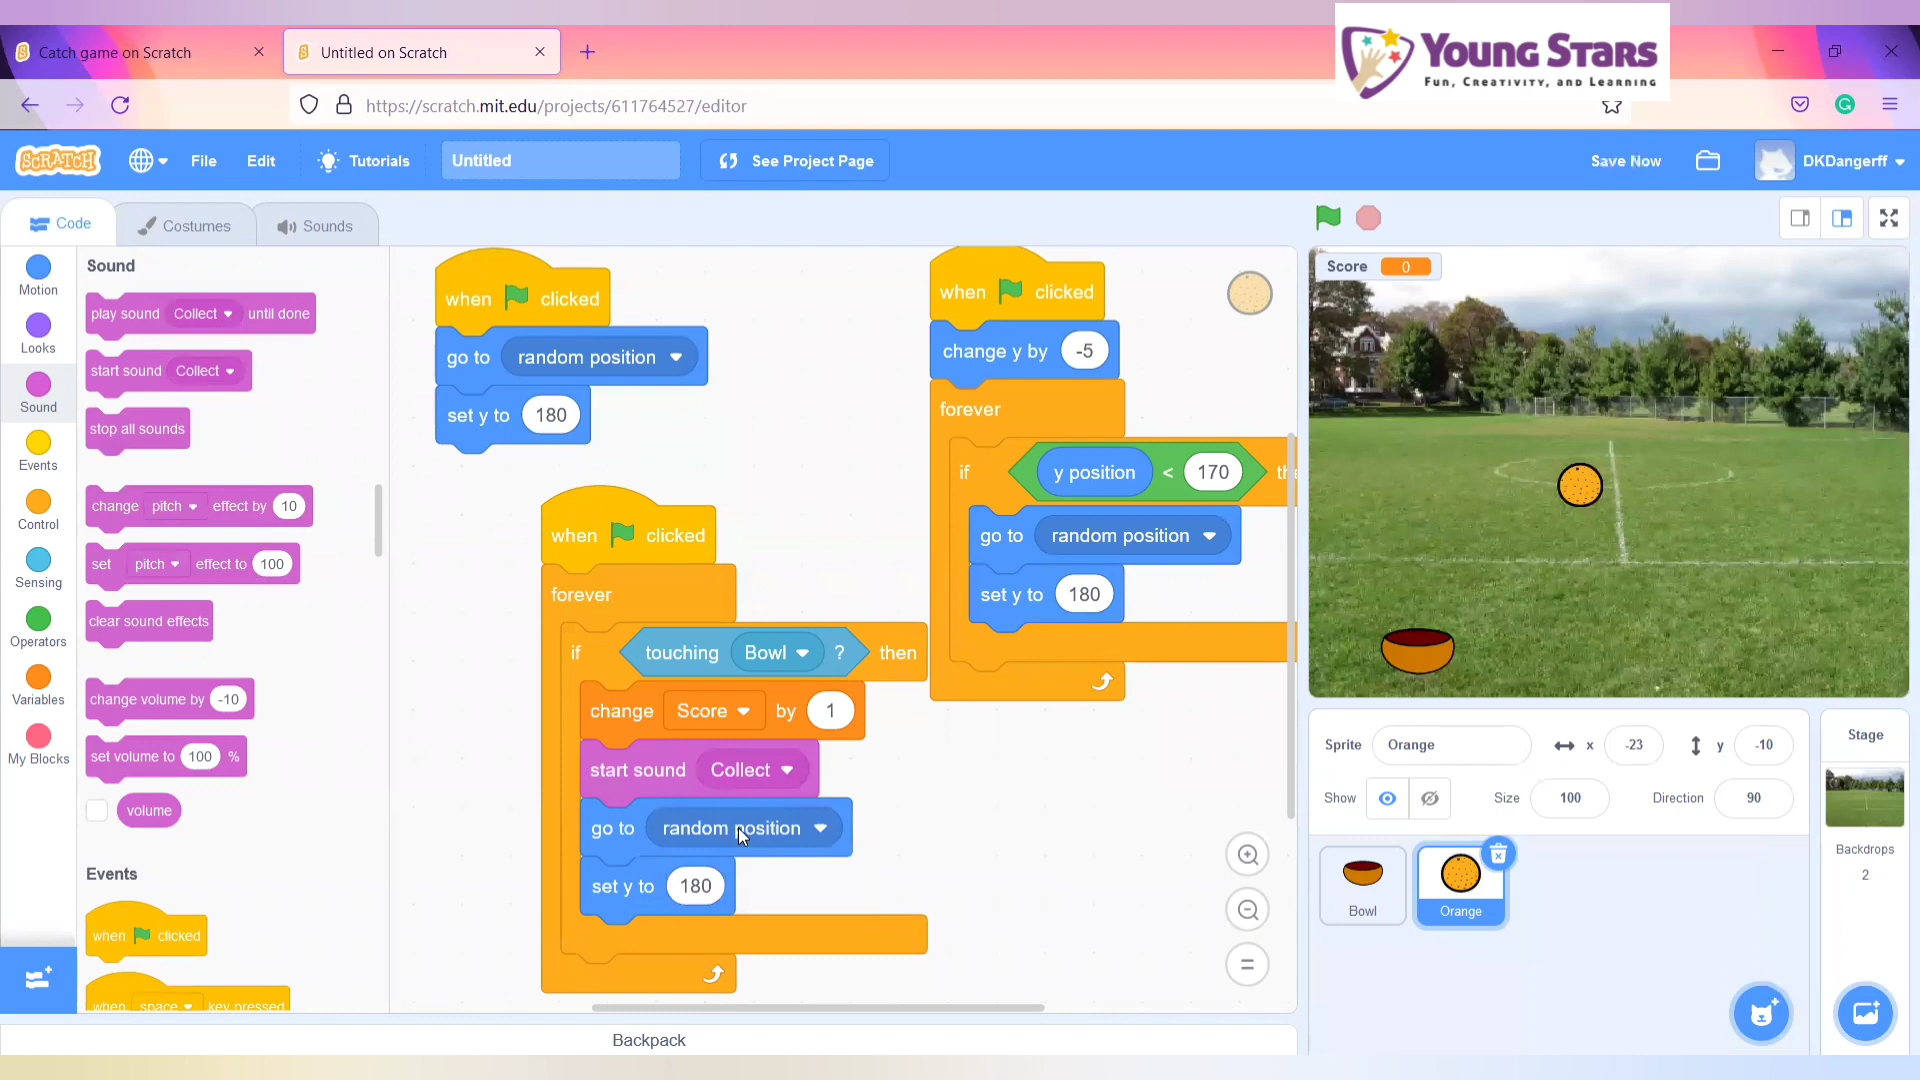 Catch game on Scratch
Untitled on Scratch
YOUNG STARS
FUN, CREATIVITY, AND LEARNING
https://scratch.mit.edu/projects/611764527/editor
SCRATCH
File
Edit
Tutorials
Untitled
See Project Page
Save Now
DKDangerff
Code
Costumes
Sounds
Motion
Looks
Sound
Events
Control
Sensing
Operators
Variables
My Blocks
Sound
play sound Collect until done
start sound Collect
stop all sounds
change pitch effect by 10
set pitch effect to 100
clear sound effects
change volume by -10
set volume to 100 %
volume
Events
when clicked
when space key pressed
when clicked
go to random position
set y to 180
when clicked
forever
if touching Bowl ? then
change Score by 1
start sound Collect
go to random position
set y to 180
when clicked
change y by -5
forever
if y position < 170 th
go to random position
set y to 180
Backpack
Score 0
Sprite Orange x -23 y -10
Show Size 100 Direction 90
Bowl
Orange
Stage
Backdrops
2